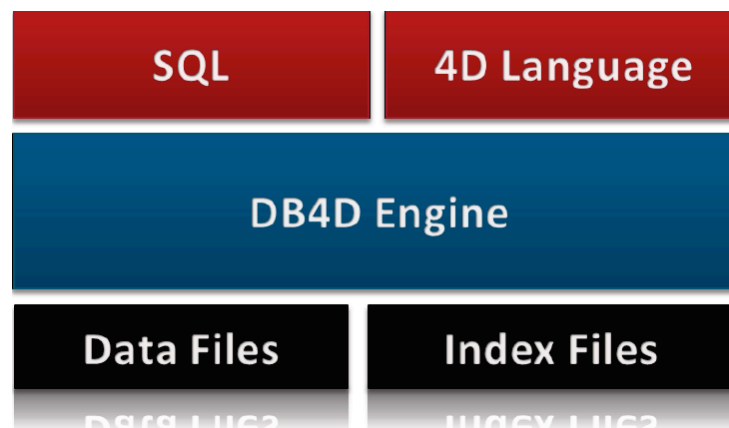 SQL
4D Language
DB4D Engine
Data Files
Index Files